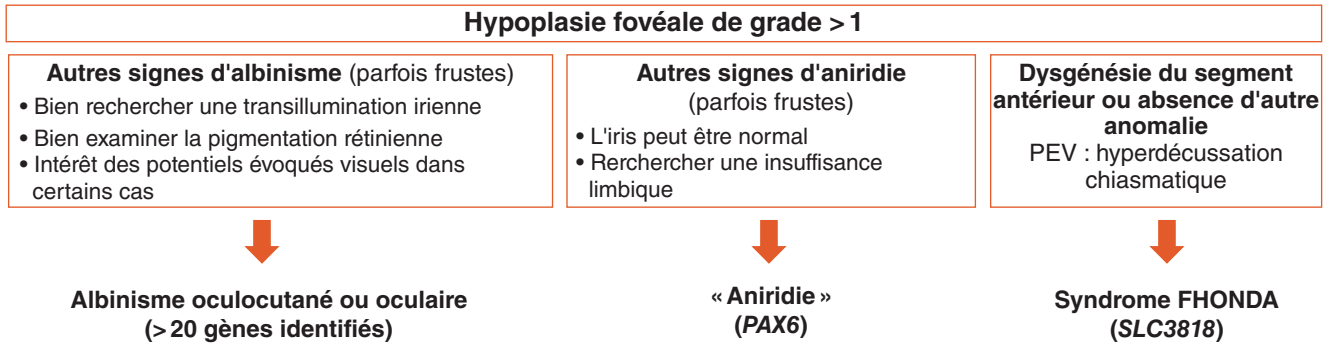 Hypoplasie fovéale de grade > 1
Autres signes d'albinisme (parfois frustes)
• Bien rechercher une transillumination irienne
• Bien examiner la pigmentation rétinienne
• Intérêt des potentiels évoqués visuels dans
certains cas
Autres signes d'aniridie
(parfois frustes)
• L'iris peut être normal
• Rerchercher une insuffisance
limbique
Dysgénésie du segment
antérieur ou absence d'autre
anomalie
PEV : hyperdécussation
chiasmatique
Albinisme oculocutané ou oculaire
(> 20 gènes identifiés)
« Aniridie »
(PAX6)
Syndrome FHONDA
(SLC3818)